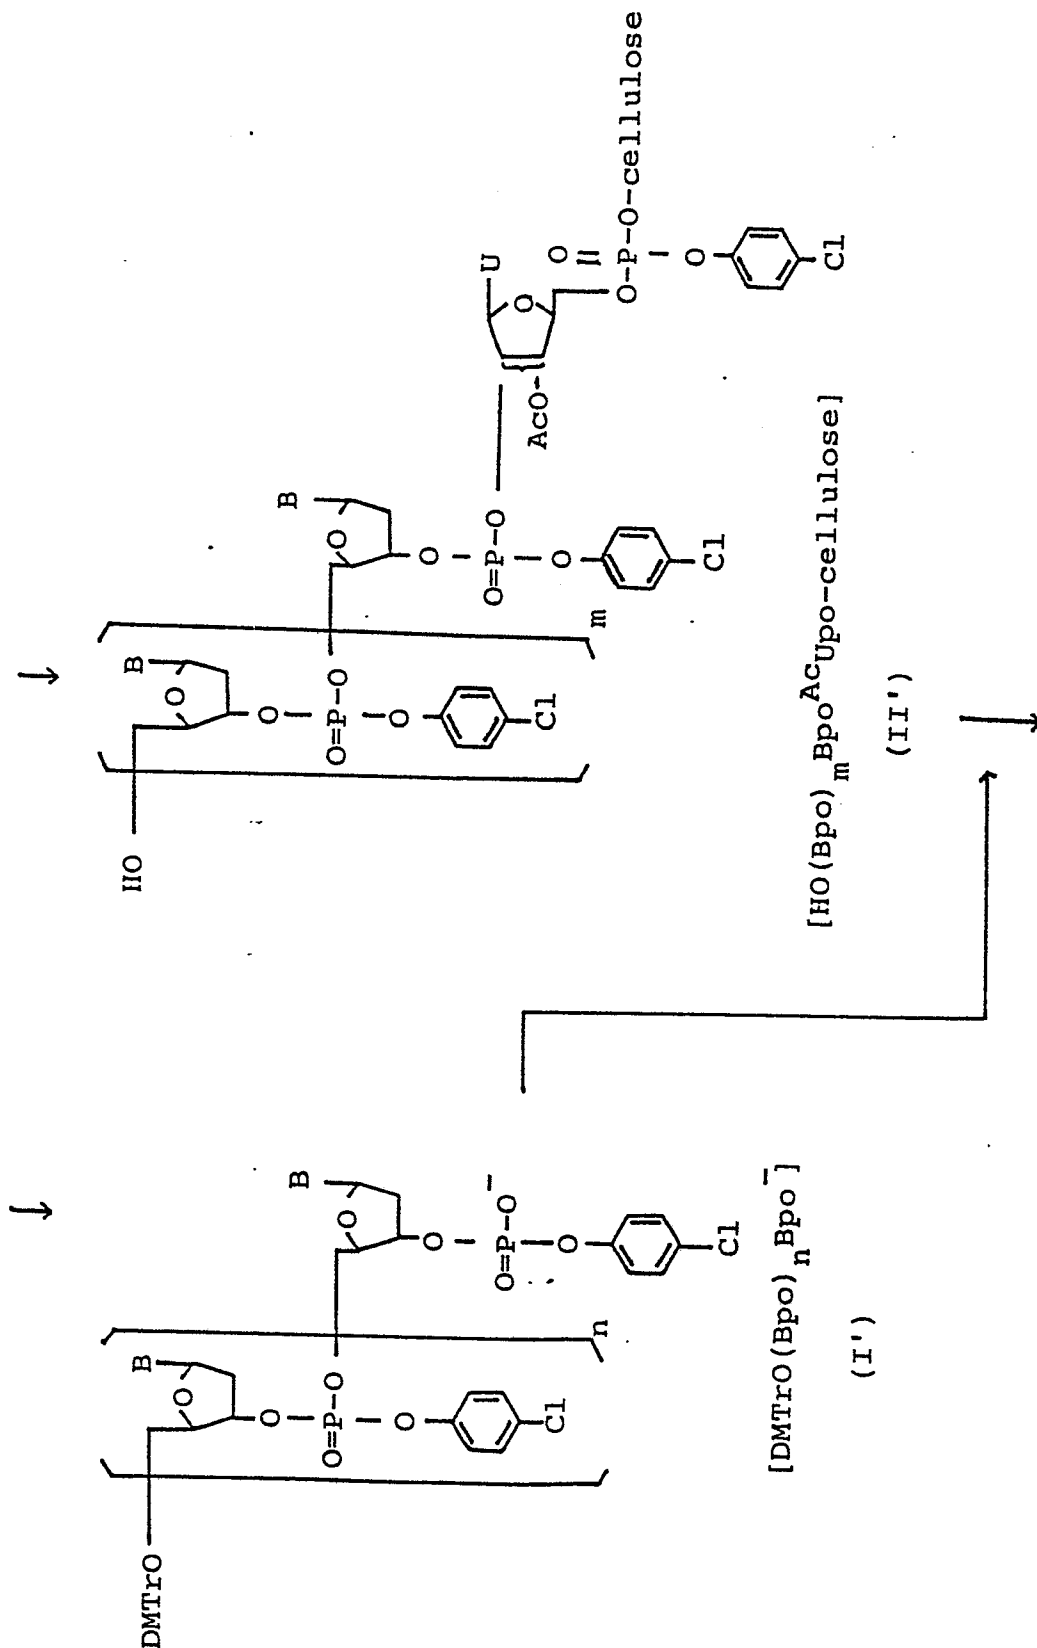 DMTrO
B
O
O
O=P-O
O
Cl
n
B
O
O
O=P-O⁻
O
Cl
[DMTrO(Bpo)ₙBpo⁻]
(I')
HO
B
O
O
O=P-O
O
Cl
m
B
O
O
O=P-O
O
Cl
AcO
U
O
O
O-P-O-cellulose
O
Cl
[HO(Bpo)ₘBpoᴬᶜUpo-cellulose]
(II')